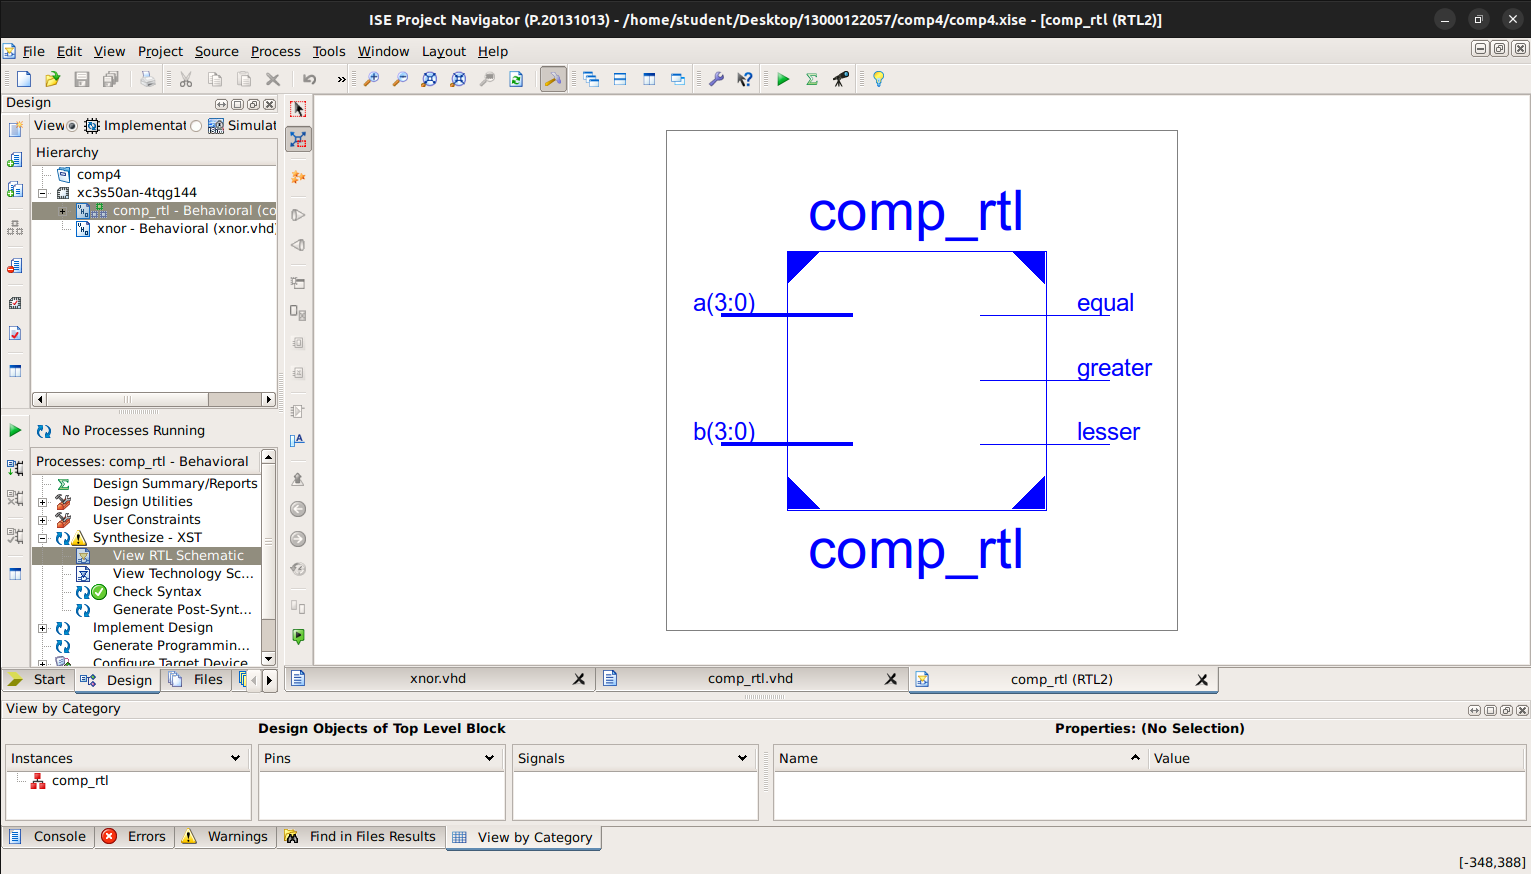 ISE Project Navigator (P.20131013) - /home/student/Desktop/13000122057/comp4/comp4.xise - [comp_rtl (RTL2)]
File Edit View Project Source Process Tools Window Layout Help
»
Design
View Implementat Simulat
Hierarchy
comp4
xc3s50an-4tqg144
comp_rtl - Behavioral (co
xnor - Behavioral (xnor.vhd)
No Processes Running
Processes: comp_rtl - Behavioral
Design Summary/Reports
Design Utilities
User Constraints
Synthesize - XST
View RTL Schematic
View Technology Sc...
Check Syntax
Generate Post-Synt...
Implement Design
Generate Programmin...
Configure Target Device
Start Design Files
comp_rtl
a(3:0) equal
greater
b(3:0) lesser
comp_rtl
xnor.vhd comp_rtl.vhd comp_rtl (RTL2)
View by Category
Design Objects of Top Level Block Properties: (No Selection)
Instances Pins Signals Name Value
comp_rtl
Console Errors Warnings Find in Files Results View by Category
[-348,388]